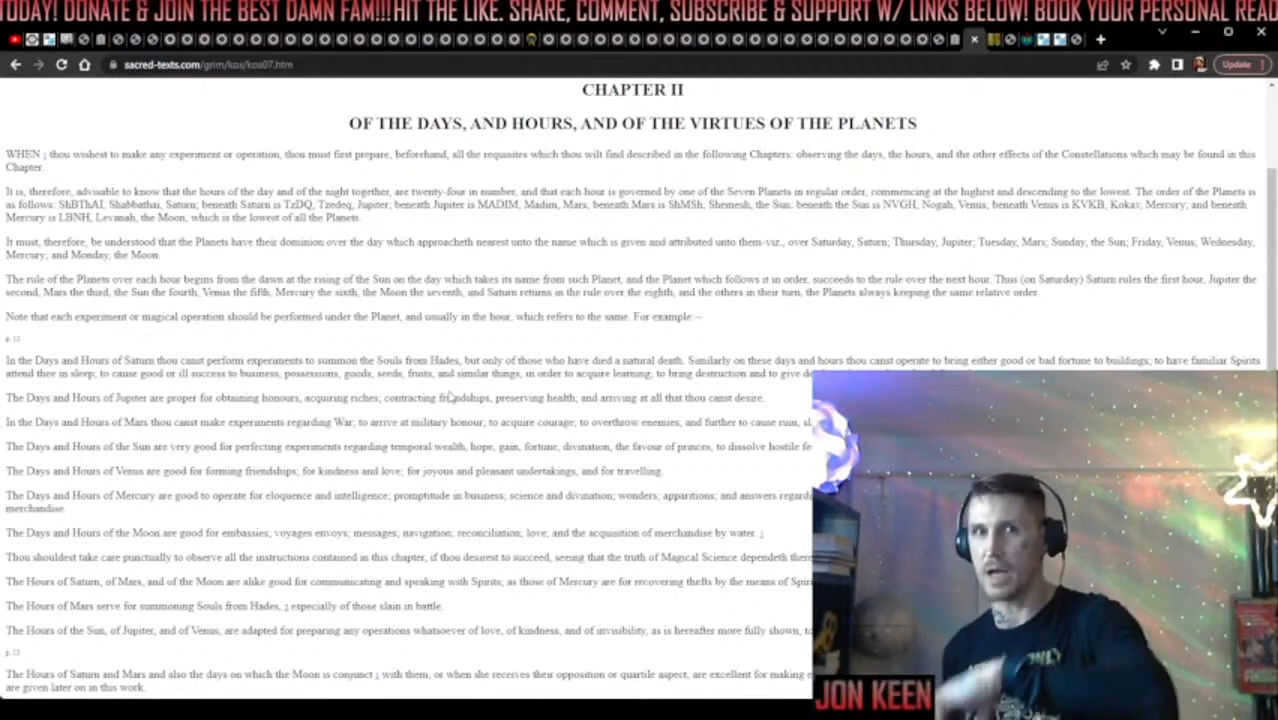 TODAY! DONATE & JOIN THE BEST DAMN FAM!!! HIT THE LIKE. SHARE, COMMENT, SUBSCRIBE & SUPPORT W/ LINKS BELOW! BOOK YOUR PERSONAL READ
sacred-texts.com/grim/kos/kos07.htm
Update
CHAPTER II
OF THE DAYS, AND HOURS, AND OF THE VIRTUES OF THE PLANETS
WHEN 1 thou wishest to make any experiment or operation, thou must first prepare, beforehand, all the requisites which thou wilt find described in the following Chapters: observing the days, the hours, and the other effects of the Constellations which may be found in this
Chapter.
It is, therefore, advisable to know that the hours of the day and of the night together, are twenty-four in number, and that each hour is governed by one of the Seven Planets in regular order, commencing at the highest and descending to the lowest. The order of the Planets is
as follows: ShBThAI, Shabbathai, Saturn; beneath Saturn is TzDQ, Tzedeq, Jupiter; beneath Jupiter is MADIM, Madim, Mars; beneath Mars is ShMSh, Shemesh, the Sun; beneath the Sun is NVGH, Nogah, Venus; beneath Venus is KVKB, Kokav, Mercury; and beneath
Mercury is LBNH, Levanah, the Moon, which is the lowest of all the Planets.
It must, therefore, be understood that the Planets have their dominion over the day which approacheth nearest unto the name which is given and attributed unto them-viz., over Saturday, Saturn; Thursday, Jupiter; Tuesday, Mars; Sunday, the Sun; Friday, Venus; Wednesday,
Mercury; and Monday, the Moon.
The rule of the Planets over each hour begins from the dawn at the rising of the Sun on the day which takes its name from such Planet, and the Planet which follows it in order, succeeds to the rule over the next hour. Thus (on Saturday) Saturn rules the first hour, Jupiter the
second, Mars the third, the Sun the fourth, Venus the fifth, Mercury the sixth, the Moon the seventh, and Saturn returns in the rule over the eighth, and the others in their turn, the Planets always keeping the same relative order.
Note that each experiment or magical operation should be performed under the Planet, and usually in the hour, which refers to the same. For example:--
p. 12
In the Days and Hours of Saturn thou canst perform experiments to summon the Souls from Hades, but only of those who have died a natural death. Similarly on these days and hours thou canst operate to bring either good or bad fortune to buildings; to have familiar Spirits
attend thee in sleep; to cause good or ill success to business, possessions, goods, seeds, fruits, and similar things, in order to acquire learning; to bring destruction and to give
The Days and Hours of Jupiter are proper for obtaining honours, acquiring riches; contracting friendships, preserving health; and arriving at all that thou canst desire.
In the Days and Hours of Mars thou canst make experiments regarding War; to arrive at military honour; to acquire courage; to overthrow enemies; and further to cause ruin,
The Days and Hours of the Sun are very good for perfecting experiments regarding temporal wealth, hope, gain, fortune, divination, the favour of princes, to dissolve hostile fe
The Days and Hours of Venus are good for forming friendships; for kindness and love; for joyous and pleasant undertakings, and for travelling.
The Days and Hours of Mercury are good to operate for eloquence and intelligence; promptitude in business; science and divination; wonders; apparitions; and answers regardi
merchandise.
The Days and Hours of the Moon are good for embassies; voyages envoys; messages; navigation; reconciliation; love; and the acquisition of merchandise by water.
Thou shouldest take care punctually to observe all the instructions contained in this chapter, if thou desirest to succeed, seeing that the truth of Magical Science dependeth there
The Hours of Saturn, of Mars, and of the Moon are alike good for communicating and speaking with Spirits; as those of Mercury are for recovering thefts by the means of Spiri
The Hours of Mars serve for summoning Souls from Hades, especially of those slain in battle.
The Hours of the Sun, of Jupiter, and of Venus, are adapted for preparing any operations whatsoever of love, of kindness, and of invisibility, as is hereafter more fully shown, to
p. 13
The Hours of Saturn and Mars and also the days on which the Moon is conjunct with them, or when she receives their opposition or quartile aspect, are excellent for making e
are given later on in this work.
JON KEEN